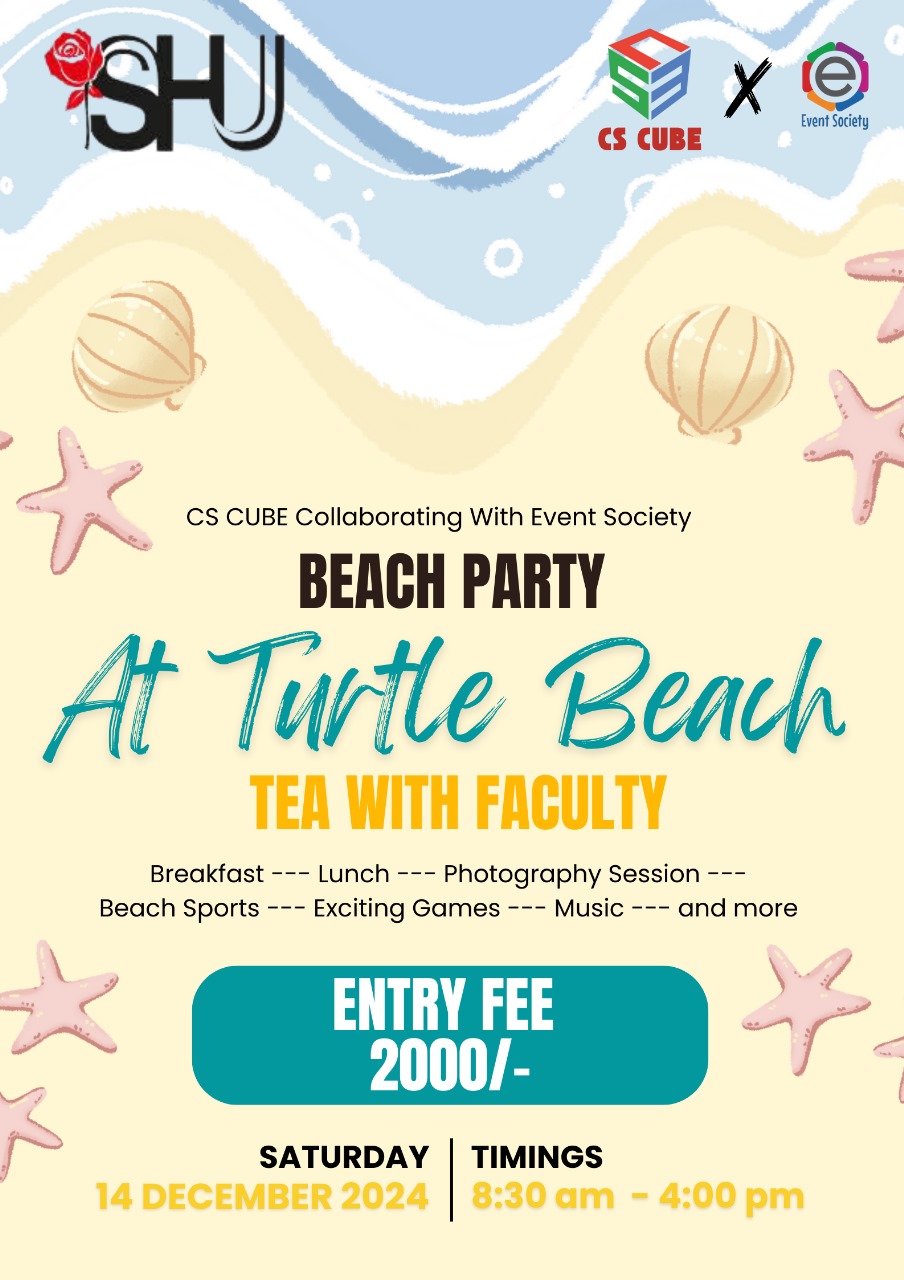 SHU
CS CUBE
X
e
Event Society
CS CUBE Collaborating With Event Society
BEACH PARTY
At Turtle Beach
TEA WITH FACULTY
Breakfast --- Lunch --- Photography Session ---
Beach Sports --- Exciting Games --- Music --- and more
ENTRY FEE
2000/-
SATURDAY
14 DECEMBER 2024
TIMINGS
8:30 am - 4:00 pm